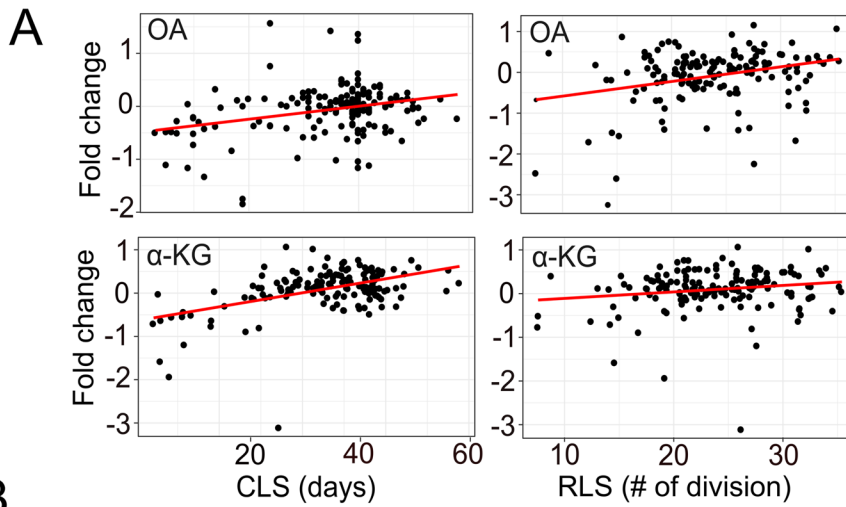 A
OA
OA
Fold change
1
0
-1
-2
1
0
-1
-2
-3
α-KG
α-KG
Fold change
1
0
-1
-2
-3
1
0
-1
-2
-3
20 40 60
10 20 30
CLS (days)
RLS (# of division)